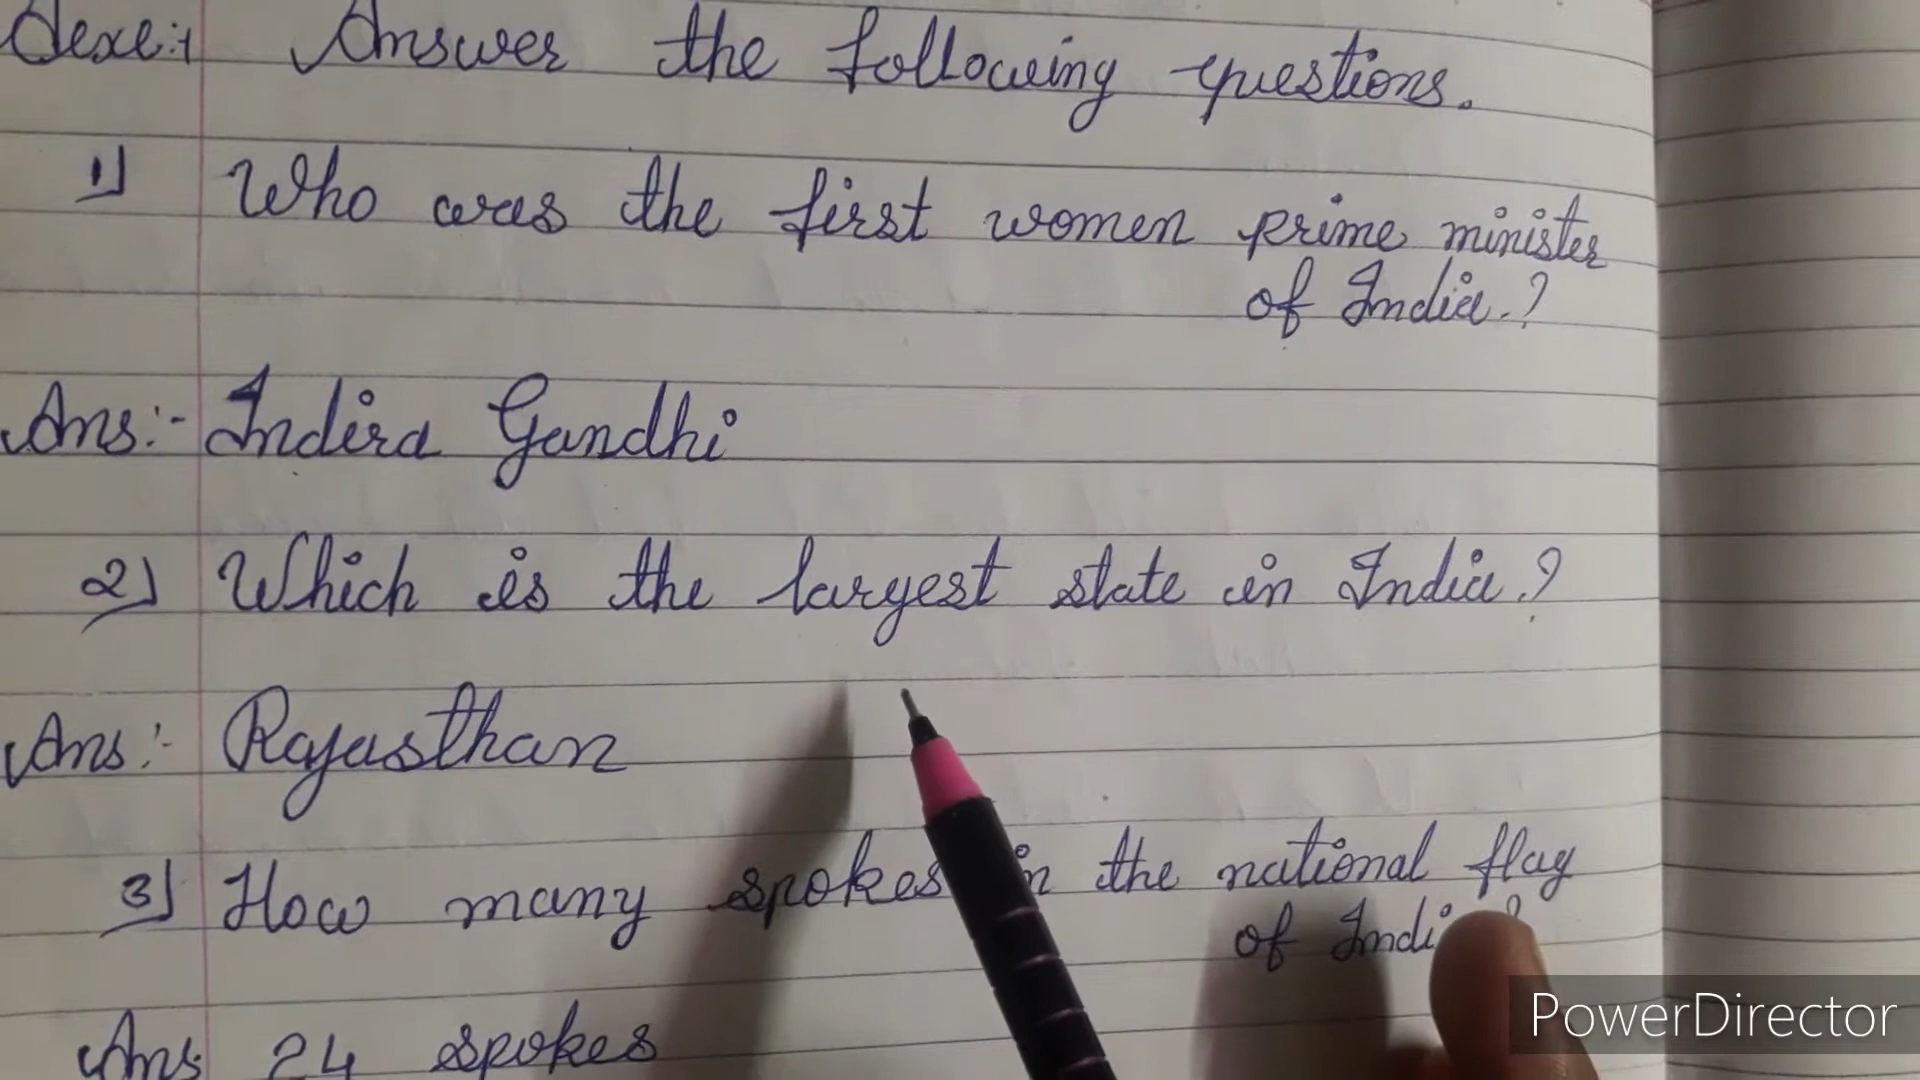 Answer the following questions.
1) Who was the first women prime minister
of India.?
Ans:- Indira Gandhi
2) Which is the largest state in India.?
Ans:- Rajasthan
3) How many spokes in the national flag
of Indi ?
Ans. 24 spokes
PowerDirector